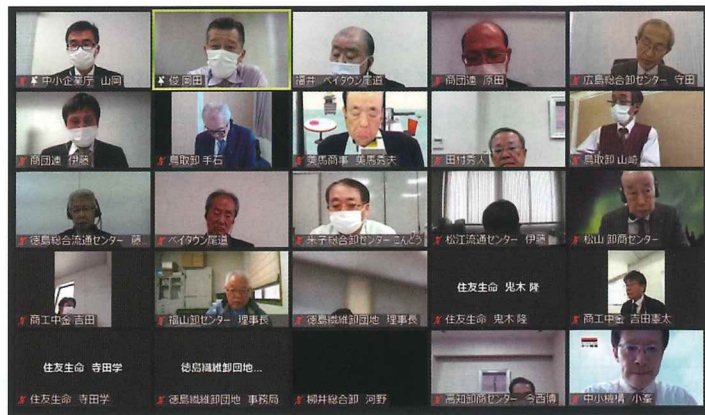 中小企業庁 山岡
俊 岡田
福井 ベイタウン尾道
商団連 原田
広島総合卸センター 守田
商団連 伊藤
鳥取卸 手石
美馬商事 美馬秀夫
田村秀人
鳥取卸 山崎
徳島総合流通センター 藤...
ベイタウン尾道
米子総合卸センター こんどう
松江流通センター 伊藤
松山 卸商センター
商工中金 吉田
福山卸センター 理事長
徳島繊維卸団地 理事長
住友生命 鬼木 隆
住友生命 鬼木 隆
商工中金 吉田憲太
住友生命 寺田学
住友生命 寺田学
徳島繊維卸団地...
徳島繊維卸団地 事務局
柳井総合卸 河野
高知卸商センター 今西博
中小機構 小峯